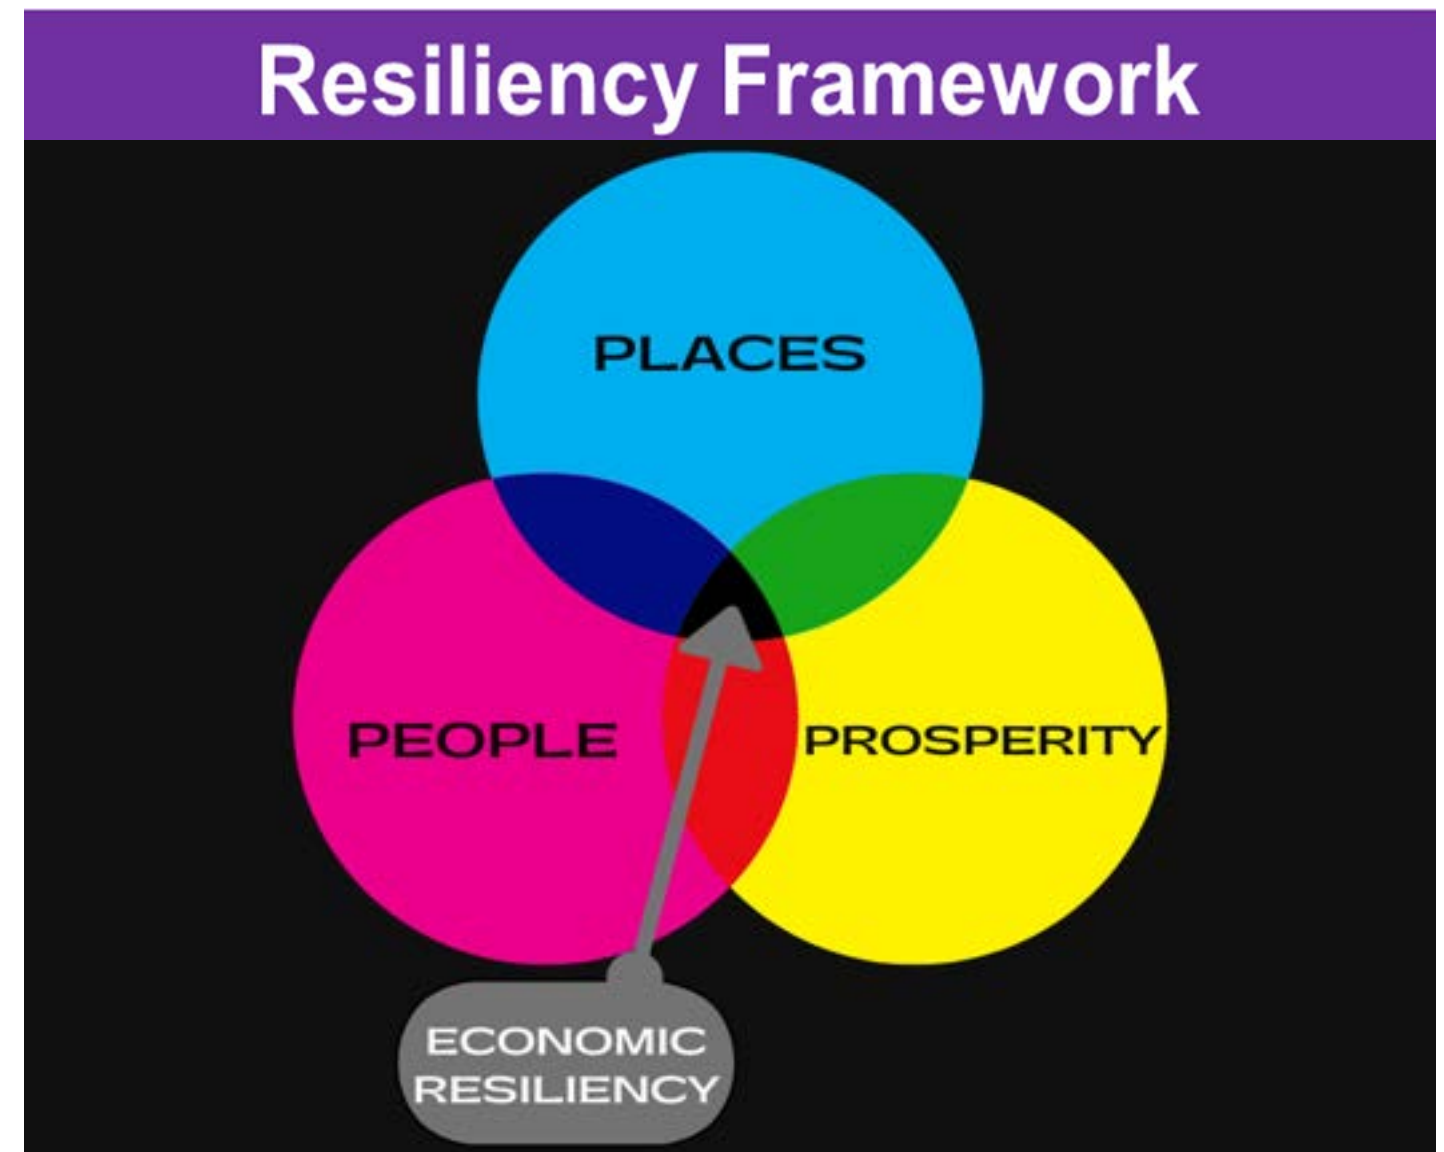 Resiliency Framework
PLACES
PEOPLE
PROSPERITY
ECONOMIC
RESILIENCY